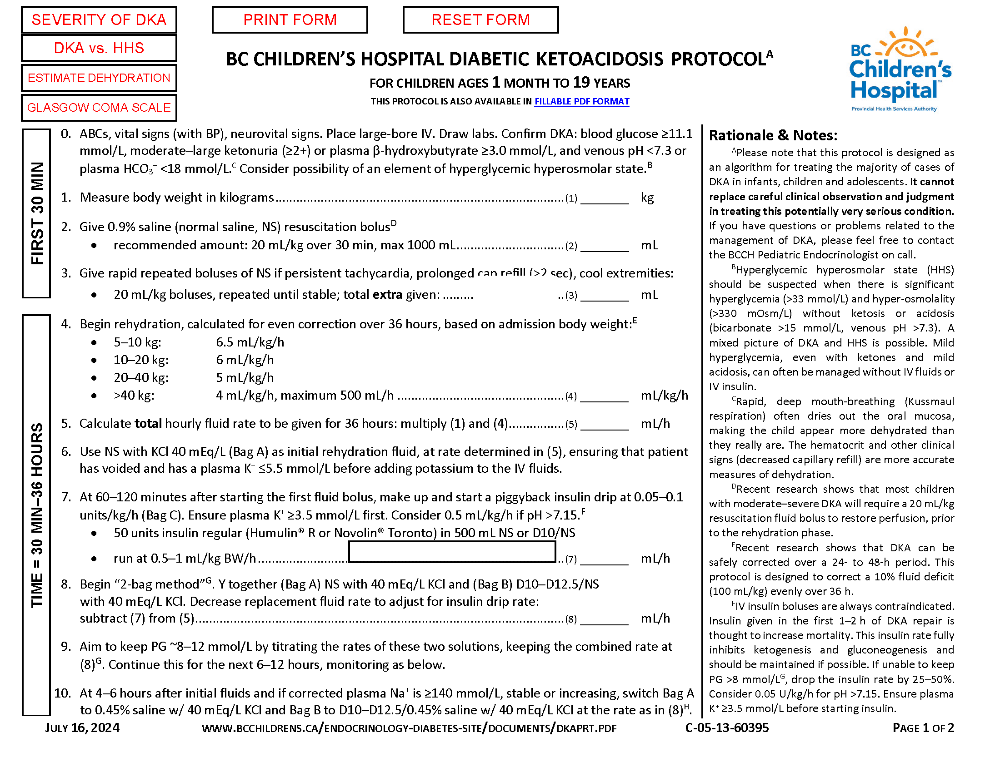 SEVERITY OF DKA
PRINT FORM
RESET FORM
DKA vs. HHS
ESTIMATE DEHYDRATION
GLASGOW COMA SCALE
BC CHILDREN’S HOSPITAL DIABETIC KETOACIDOSIS PROTOCOLᴬ
FOR CHILDREN AGES 1 MONTH TO 19 YEARS
THIS PROTOCOL IS ALSO AVAILABLE IN FILLABLE PDF FORMAT
BC
Children’s
Hospital™
Provincial Health Services Authority
FIRST 30 MIN
0. ABCs, vital signs (with BP), neurovital signs. Place large-bore IV. Draw labs. Confirm DKA: blood glucose ≥11.1
mmol/L, moderate–large ketonuria (≥2+) or plasma β-hydroxybutyrate ≥3.0 mmol/L, and venous pH <7.3 or
plasma HCO₃⁻ <18 mmol/L.ᶜ Consider possibility of an element of hyperglycemic hyperosmolar state.ᴮ
1. Measure body weight in kilograms....................(1) ________ kg
2. Give 0.9% saline (normal saline, NS) resuscitation bolusᴰ
• recommended amount: 20 mL/kg over 30 min, max 1000 mL....................(2) ________ mL
3. Give rapid repeated boluses of NS if persistent tachycardia, prolonged cap refill (>2 sec), cool extremities:
• 20 mL/kg boluses, repeated until stable; total extra given: ......... ..(3) ________ mL
TIME = 30 MIN–36 HOURS
4. Begin rehydration, calculated for even correction over 36 hours, based on admission body weight:ᴱ
• 5–10 kg: 6.5 mL/kg/h
• 10–20 kg: 6 mL/kg/h
• 20–40 kg: 5 mL/kg/h
• >40 kg: 4 mL/kg/h, maximum 500 mL/h ....................(4) ________ mL/kg/h
5. Calculate total hourly fluid rate to be given for 36 hours: multiply (1) and (4)................(5) ________ mL/h
6. Use NS with KCl 40 mEq/L (Bag A) as initial rehydration fluid, at rate determined in (5), ensuring that patient
has voided and has a plasma K⁺ ≤5.5 mmol/L before adding potassium to the IV fluids.
7. At 60–120 minutes after starting the first fluid bolus, make up and start a piggyback insulin drip at 0.05–0.1
units/kg/h (Bag C). Ensure plasma K⁺ ≥3.5 mmol/L first. Consider 0.5 mL/kg/h if pH >7.15.ꟳ
• 50 units insulin regular (Humulin® R or Novolin® Toronto) in 500 mL NS or D10/NS
• run at 0.5–1 mL/kg BW/h....................(7) ________ mL/h
8. Begin “2-bag method”ᴳ. Y together (Bag A) NS with 40 mEq/L KCl and (Bag B) D10–D12.5/NS
with 40 mEq/L KCl. Decrease replacement fluid rate to adjust for insulin drip rate:
subtract (7) from (5)....................(8) ________ mL/h
9. Aim to keep PG ~8–12 mmol/L by titrating the rates of these two solutions, keeping the combined rate at
(8)ᴳ. Continue this for the next 6–12 hours, monitoring as below.
10. At 4–6 hours after initial fluids and if corrected plasma Na⁺ is ≥140 mmol/L, stable or increasing, switch Bag A
to 0.45% saline w/ 40 mEq/L KCl and Bag B to D10–D12.5/0.45% saline w/ 40 mEq/L KCl at the rate as in (8)ᴴ.
Rationale & Notes:
ᴬPlease note that this protocol is designed as
an algorithm for treating the majority of cases of
DKA in infants, children and adolescents. It cannot
replace careful clinical observation and judgment
in treating this potentially very serious condition.
If you have questions or problems related to the
management of DKA, please feel free to contact
the BCCH Pediatric Endocrinologist on call.
ᴮHyperglycemic hyperosmolar state (HHS)
should be suspected when there is significant
hyperglycemia (>33 mmol/L) and hyper-osmolality
(>330 mOsm/L) without ketosis or acidosis
(bicarbonate >15 mmol/L, venous pH >7.3). A
mixed picture of DKA and HHS is possible. Mild
hyperglycemia, even with ketones and mild
acidosis, can often be managed without IV fluids or
IV insulin.
ᶜRapid, deep mouth-breathing (Kussmaul
respiration) often dries out the oral mucosa,
making the child appear more dehydrated than
they really are. The hematocrit and other clinical
signs (decreased capillary refill) are more accurate
measures of dehydration.
ᴰRecent research shows that most children
with moderate–severe DKA will require a 20 mL/kg
resuscitation fluid bolus to restore perfusion, prior
to the rehydration phase.
ᴱRecent research shows that DKA can be
safely corrected over a 24- to 48-h period. This
protocol is designed to correct a 10% fluid deficit
(100 mL/kg) evenly over 36 h.
ꟳIV insulin boluses are always contraindicated.
Insulin given in the first 1–2 h of DKA repair is
thought to increase mortality. This insulin rate fully
inhibits ketogenesis and gluconeogenesis and
should be maintained if possible. If unable to keep
PG >8 mmol/Lᴳ, drop the insulin rate by 25–50%.
Consider 0.05 U/kg/h for pH >7.15. Ensure plasma
K⁺ ≥3.5 mmol/L before starting insulin.
JULY 16, 2024 WWW.BCCHILDRENS.CA/ENDOCRINOLOGY-DIABETES-SITE/DOCUMENTS/DKAPRT.PDF C-05-13-60395 PAGE 1 OF 2